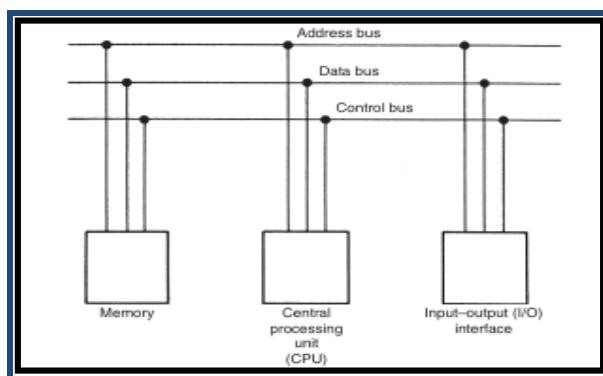 Address bus
Data bus
Control bus
Memory
Central
processing
unit
(CPU)
Input–output (I/O)
interface